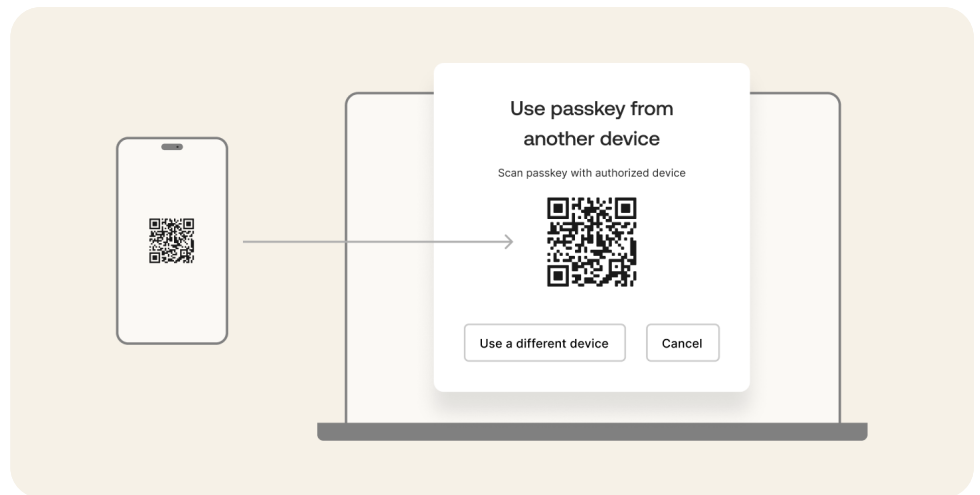 Use passkey from
another device
Scan passkey with authorized device
Use a different device
Cancel